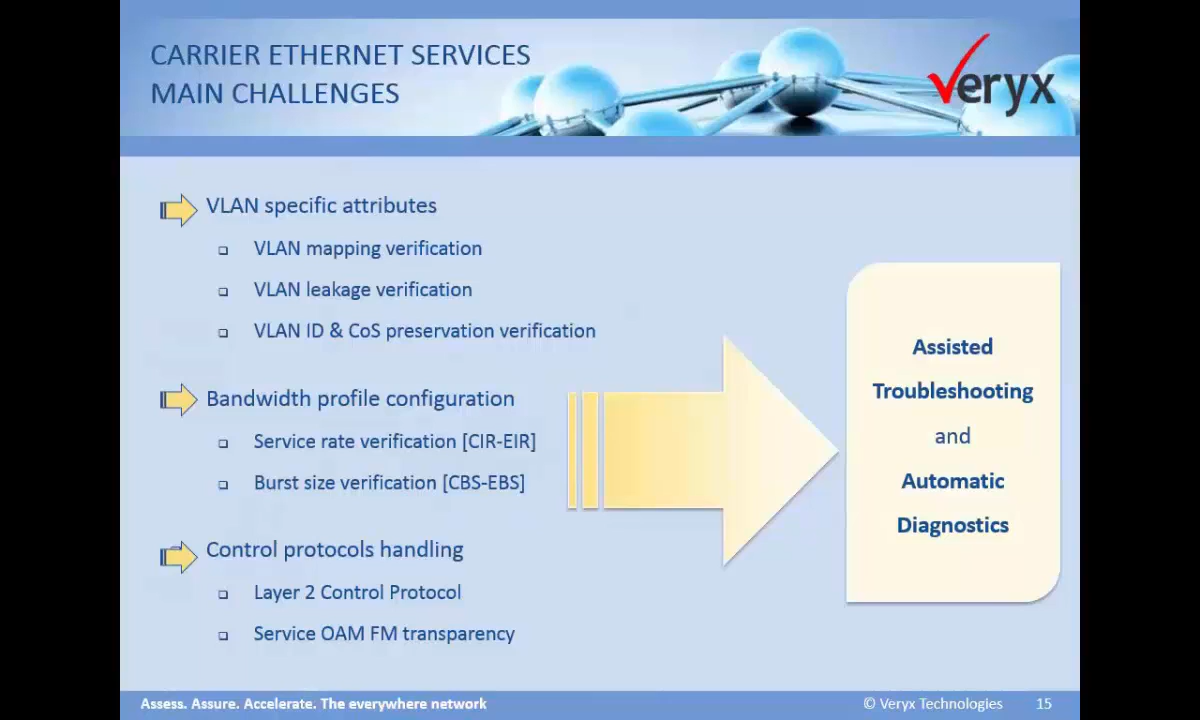 CARRIER ETHERNET SERVICES
MAIN CHALLENGES
Veryx
VLAN specific attributes
VLAN mapping verification
VLAN leakage verification
VLAN ID & CoS preservation verification
Bandwidth profile configuration
Service rate verification [CIR-EIR]
Burst size verification [CBS-EBS]
Control protocols handling
Layer 2 Control Protocol
Service OAM FM transparency
Assisted
Troubleshooting
and
Automatic
Diagnostics
Assess. Assure. Accelerate. The everywhere network
© Veryx Technologies 15